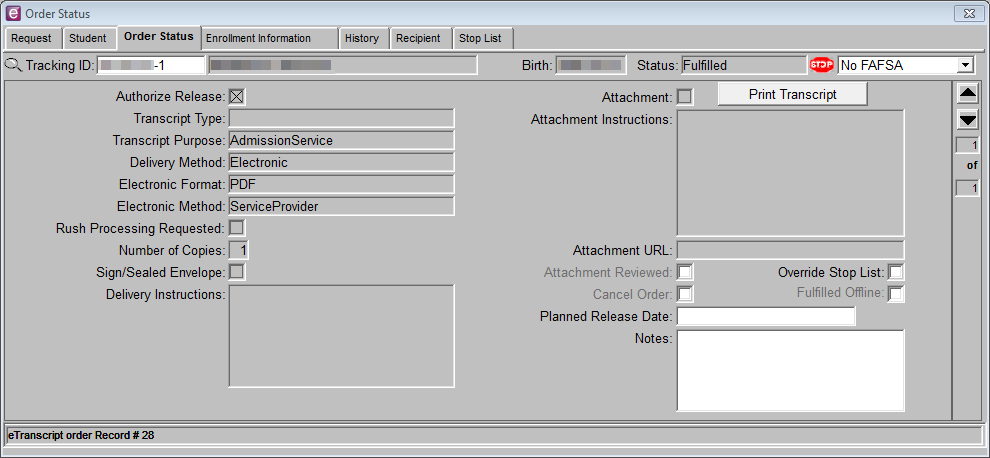 e Order Status
Request Student Order Status Enrollment Information History Recipient Stop List
Tracking ID: -1 Birth: Status: Fulfilled STOP No FAFSA
Authorize Release: Attachment: Print Transcript
Transcript Type: Attachment Instructions:
Transcript Purpose: AdmissionService
Delivery Method: Electronic
Electronic Format: PDF
Electronic Method: ServiceProvider
Rush Processing Requested:
Number of Copies: 1 Attachment URL:
Sign/Sealed Envelope: Attachment Reviewed: Override Stop List:
Delivery Instructions: Cancel Order: Fulfilled Offline:
Planned Release Date:
Notes:
1
of
1
eTranscript order Record # 28